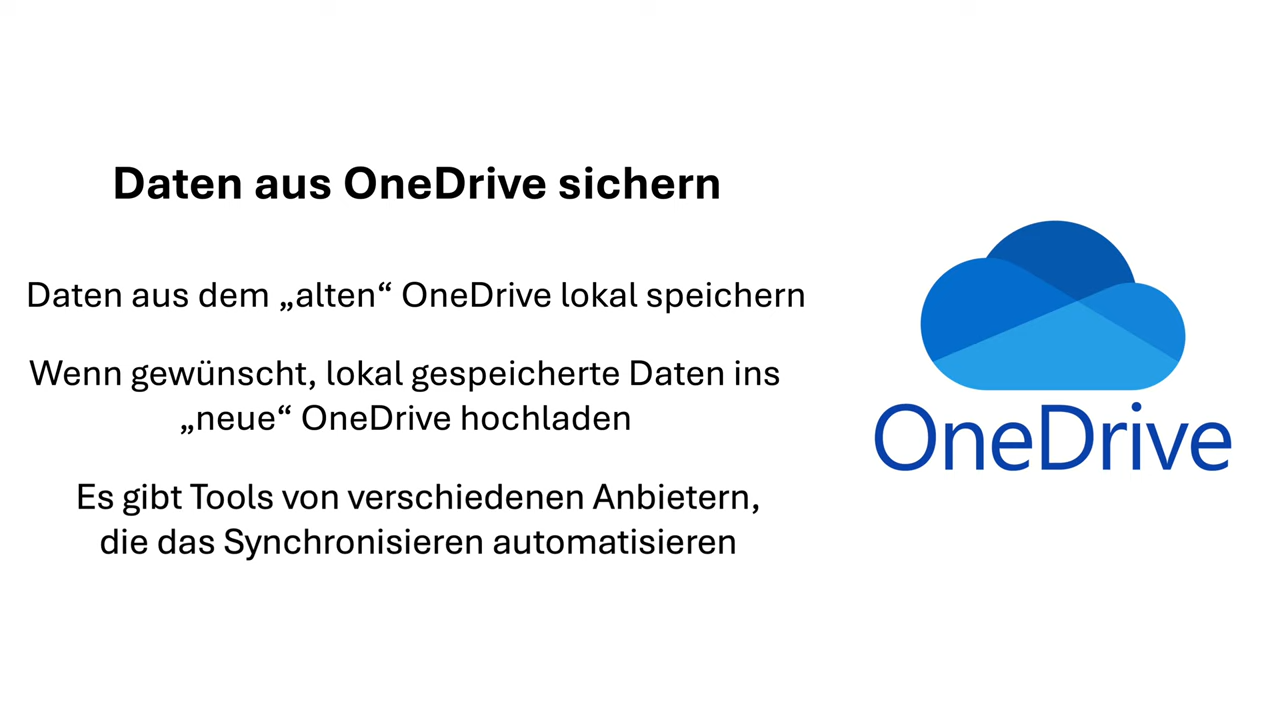 Daten aus OneDrive sichern
Daten aus dem „alten“ OneDrive lokal speichern
Wenn gewünscht, lokal gespeicherte Daten ins
„neue“ OneDrive hochladen
Es gibt Tools von verschiedenen Anbietern,
die das Synchronisieren automatisieren
OneDrive